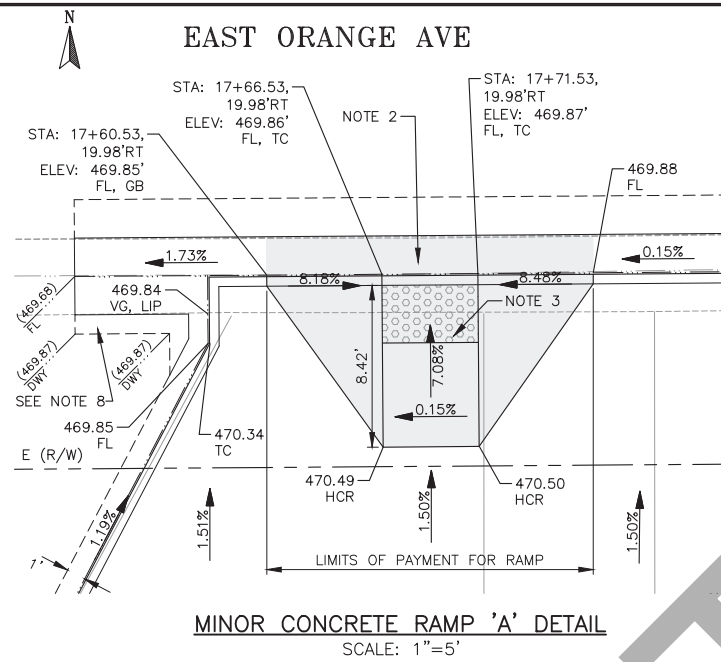 N
EAST ORANGE AVE
STA: 17+66.53,
19.98'RT
ELEV: 469.86'
FL, TC
STA: 17+71.53,
19.98'RT
ELEV: 469.87'
FL, TC
NOTE 2
STA: 17+60.53,
19.98'RT
ELEV: 469.85'
FL, GB
469.88
FL
1.73%
0.15%
8.18%
8.48%
469.84
VG, LIP
(469.68)
FL
NOTE 3
8.42'
7.08%
(469.87)
DWY
(469.87)
DWY
SEE NOTE 8
0.15%
469.85
FL
470.34
TC
E (R/W)
470.49
HCR
470.50
HCR
1.19%
1.51%
1.50%
1.50%
1'
LIMITS OF PAYMENT FOR RAMP
MINOR CONCRETE RAMP 'A' DETAIL
SCALE: 1"=5'